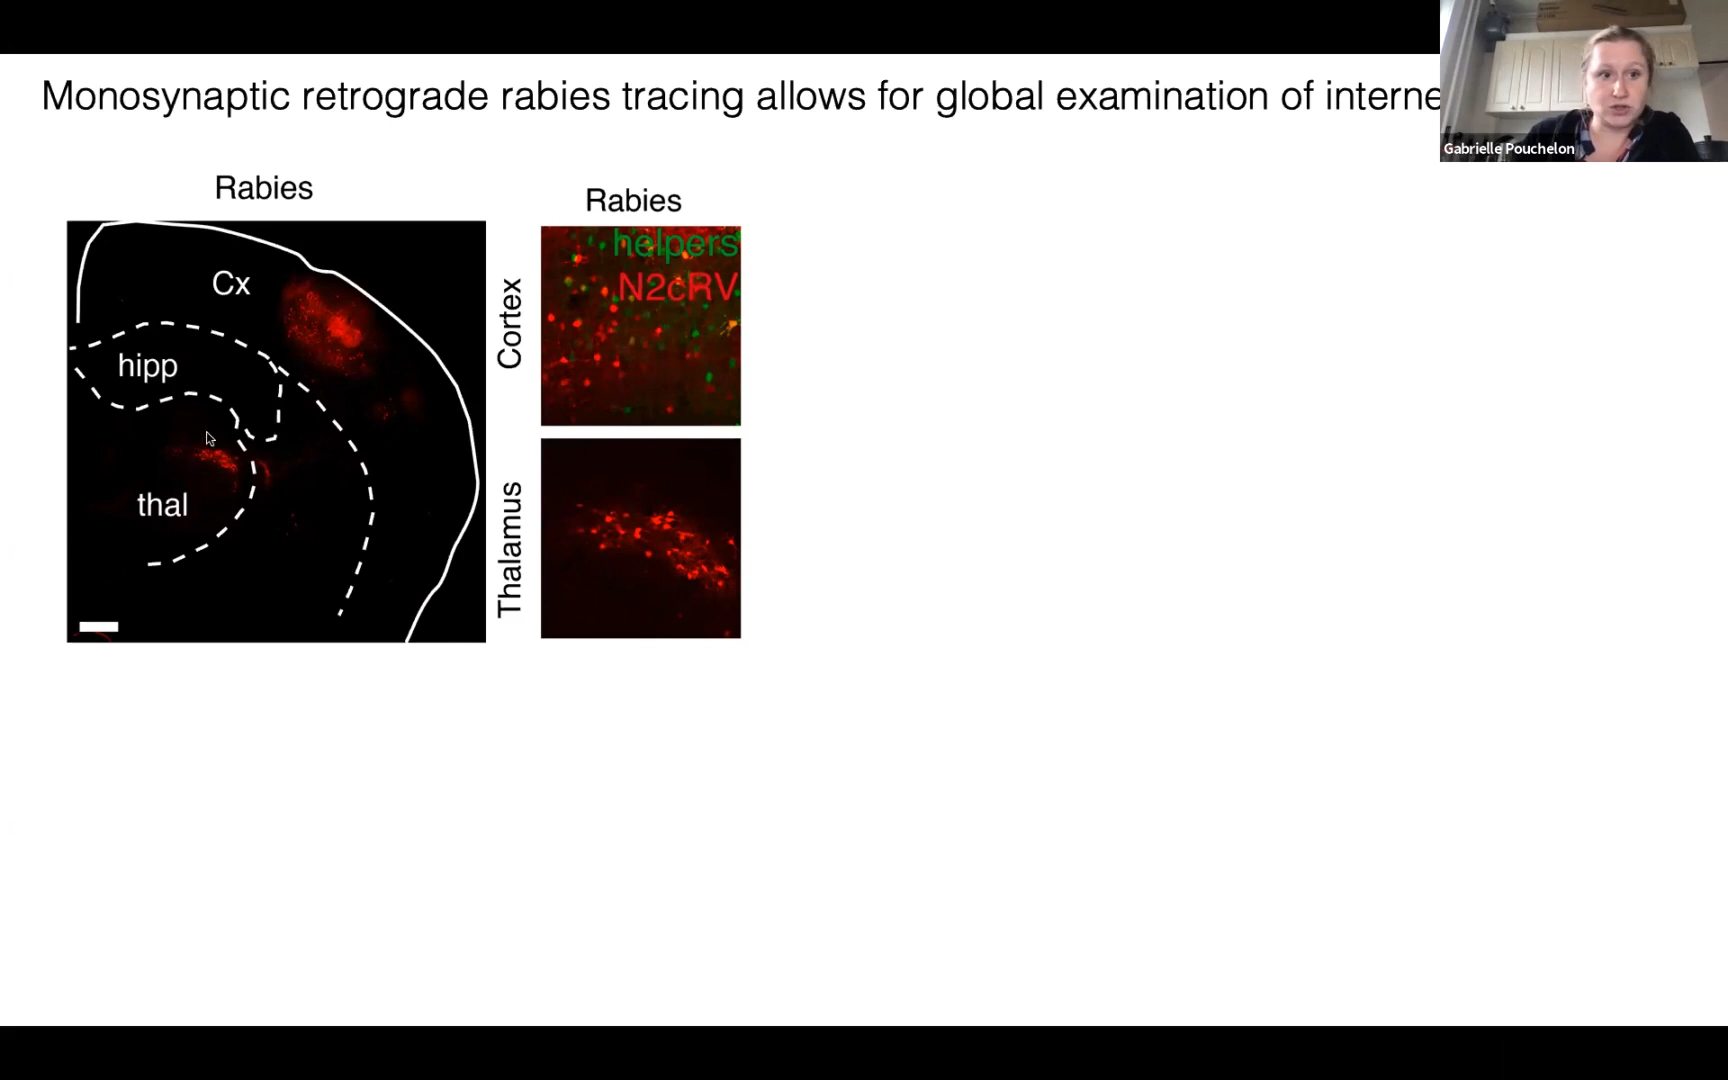 Monosynaptic retrograde rabies tracing allows for global examination of interne
Gabrielle Pouchelon
Rabies
Rabies
Cx
hipp
thal
Cortex
helpers
N2cRV
Thalamus